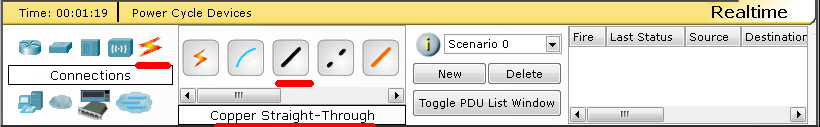 Time: 00:01:19 Power Cycle Devices Realtime
Scenario 0
Fire Last Status Source Destination
Connections
New Delete
Toggle PDU List Window
Copper Straight-Through